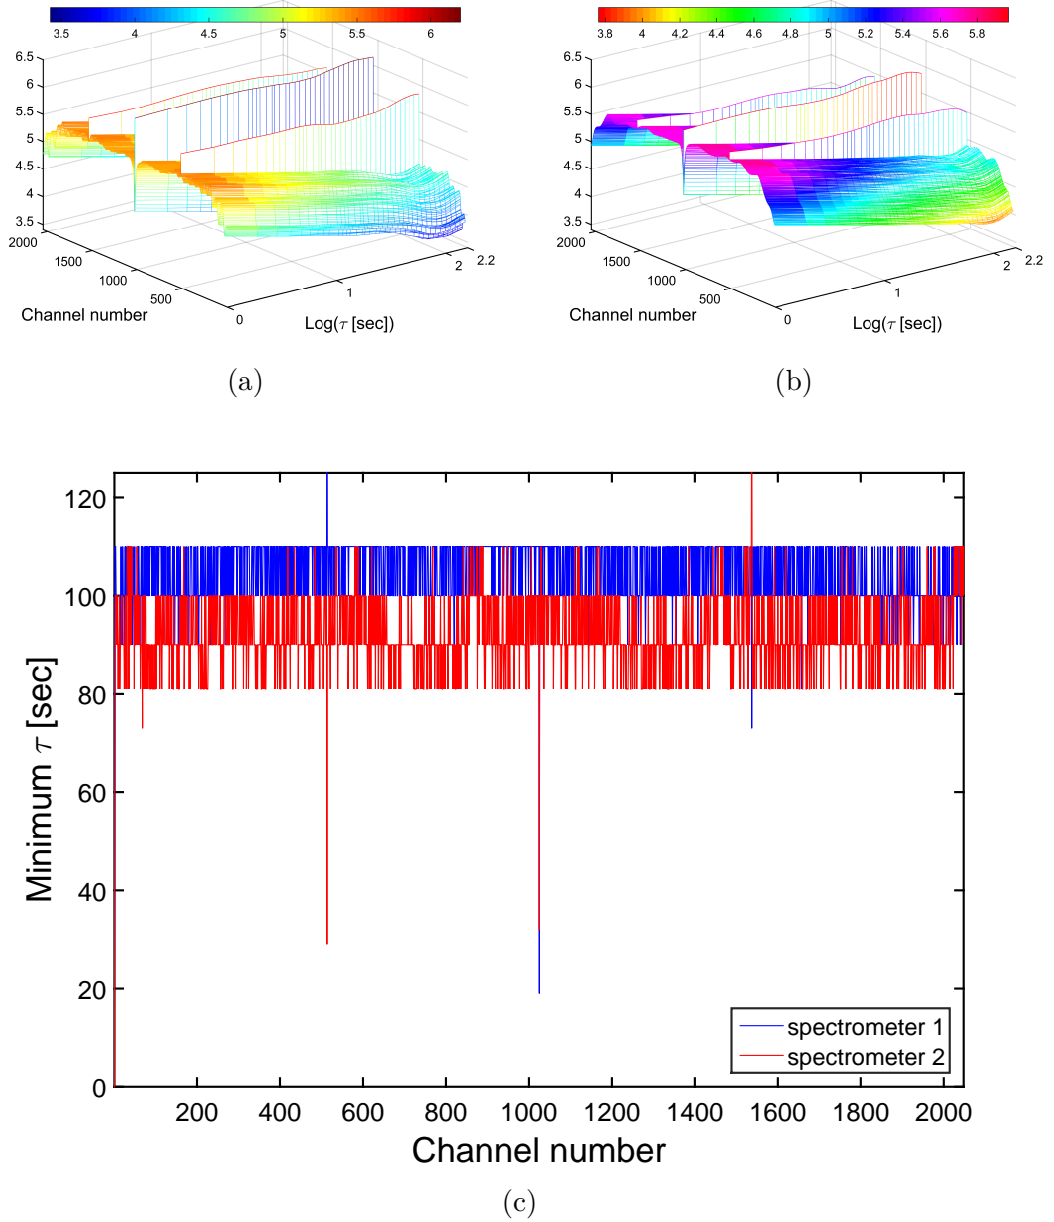 3.5 4 4.5 5 5.5 6
3.8 4 4.2 4.4 4.6 4.8 5 5.2 5.4 5.6 5.8
6.5
6
5.5
5
4.5
4
3.5
2000
1500
1000
500
0
1
2
2.2
Channel number
Log(τ [sec])
(a)
6.5
6
5.5
5
4.5
4
3.5
2000
1500
1000
500
0
1
2
2.2
Channel number
Log(τ [sec])
(b)
120
100
80
60
40
20
0
Minimum τ [sec]
spectrometer 1
spectrometer 2
200 400 600 800 1000 1200 1400 1600 1800 2000
Channel number
(c)